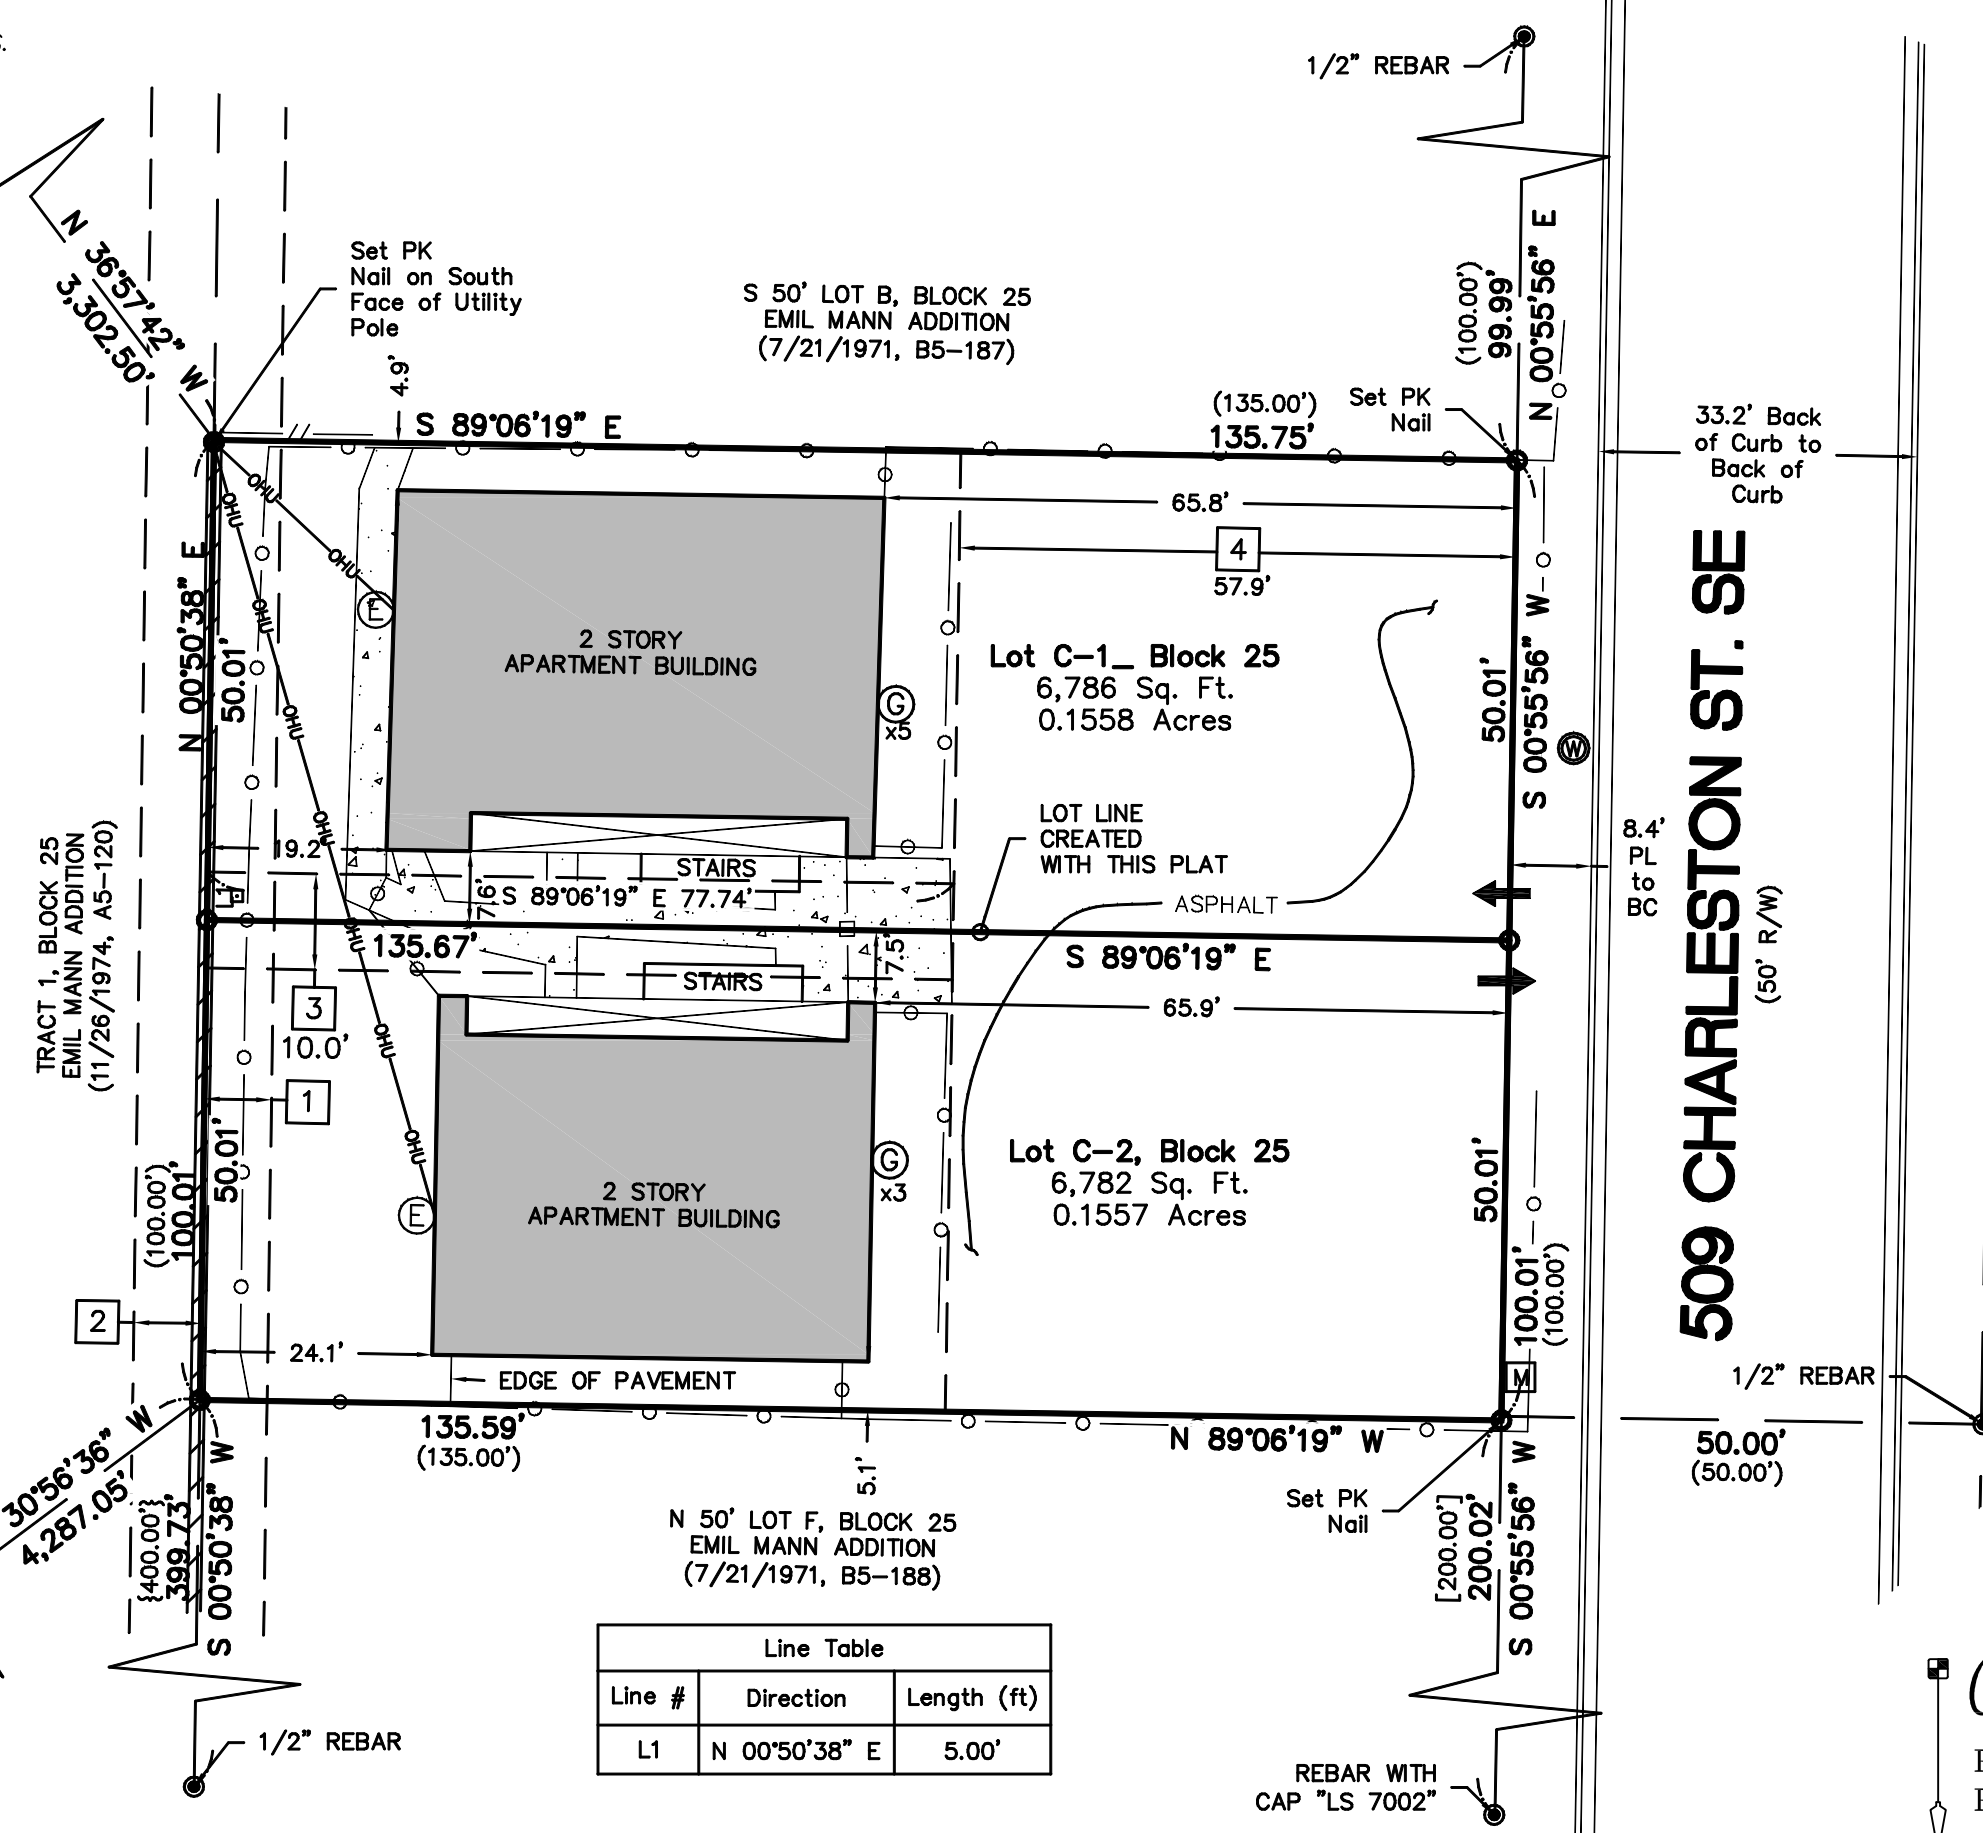 1/2" REBAR
N 36°57'42" W
3,302.50'
Set PK
Nail on South
Face of Utility
Pole
4.9'
S 50' LOT B, BLOCK 25
EMIL MANN ADDITION
(7/21/1971, B5-187)
(100.00')
99.99'
N 00°55'56" E
S 89°06'19" E
(135.00')
135.75'
Set PK
Nail
33.2' Back
of Curb to
Back of
Curb
OHU
OHU
OHU
OHU
OHU
OHU
OHU
OHU
OHU
65.8'
4
57.9'
N 00°50'38" E
50.01'
E
2 STORY
APARTMENT BUILDING
G
x5
Lot C-1_ Block 25
6,786 Sq. Ft.
0.1558 Acres
50.01'
S 00°55'56" W
W
509 CHARLESTON ST. SE
(50' R/W)
TRACT 1, BLOCK 25
EMIL MANN ADDITION
(11/26/1974, A5-120)
19.2'
STAIRS
7.6'
S 89°06'19" E 77.74'
LOT LINE
CREATED
WITH THIS PLAT
ASPHALT
8.4'
PL
to
BC
L1
135.67'
7.5'
S 89°06'19" E
STAIRS
65.9'
3
10.0'
1
50.01'
(100.00')
100.01'
E
2 STORY
APARTMENT BUILDING
G
x3
Lot C-2, Block 25
6,782 Sq. Ft.
0.1557 Acres
50.01'
100.01'
(100.00')
2
24.1'
EDGE OF PAVEMENT
M
1/2" REBAR
135.59'
(135.00')
5.1'
N 89°06'19" W
50.00'
(50.00')
30°56'36" W
4,287.05'
{400.00'}
399.73'
S 00°50'38" W
N 50' LOT F, BLOCK 25
EMIL MANN ADDITION
(7/21/1971, B5-188)
Set PK
Nail
[200.00']
200.02'
S 00°55'56" W
Line Table
Line # Direction Length (ft)
L1 N 00°50'38" E 5.00'
1/2" REBAR
REBAR WITH
CAP "LS 7002"